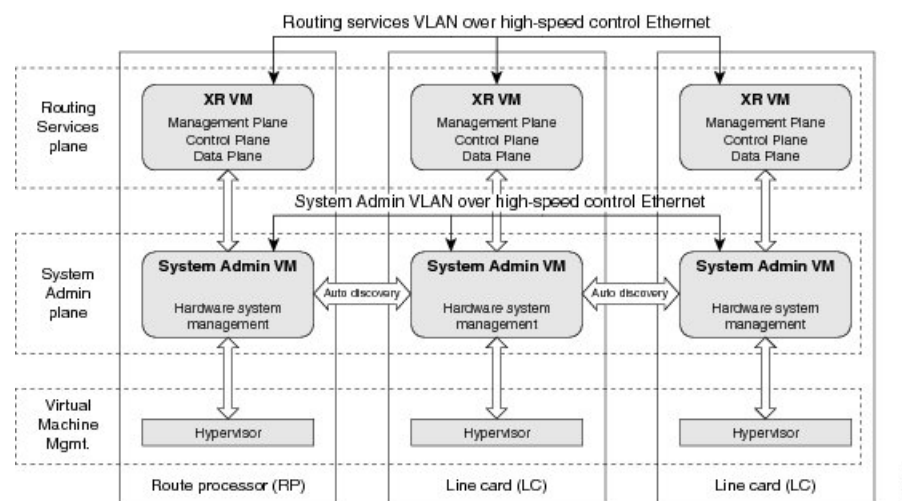 Routing services VLAN over high-speed control Ethernet
Routing
Services
plane
XR VM
Management Plane
Control Plane
Data Plane
XR VM
Management Plane
Control Plane
Data Plane
XR VM
Management Plane
Control Plane
Data Plane
System Admin VLAN over high-speed control Ethernet
System
Admin
plane
System Admin VM
Hardware system
management
Auto discovery
System Admin VM
Hardware system
management
Auto discovery
System Admin VM
Hardware system
management
Virtual
Machine
Mgmt.
Hypervisor
Hypervisor
Hypervisor
Route processor (RP)
Line card (LC)
Line card (LC)